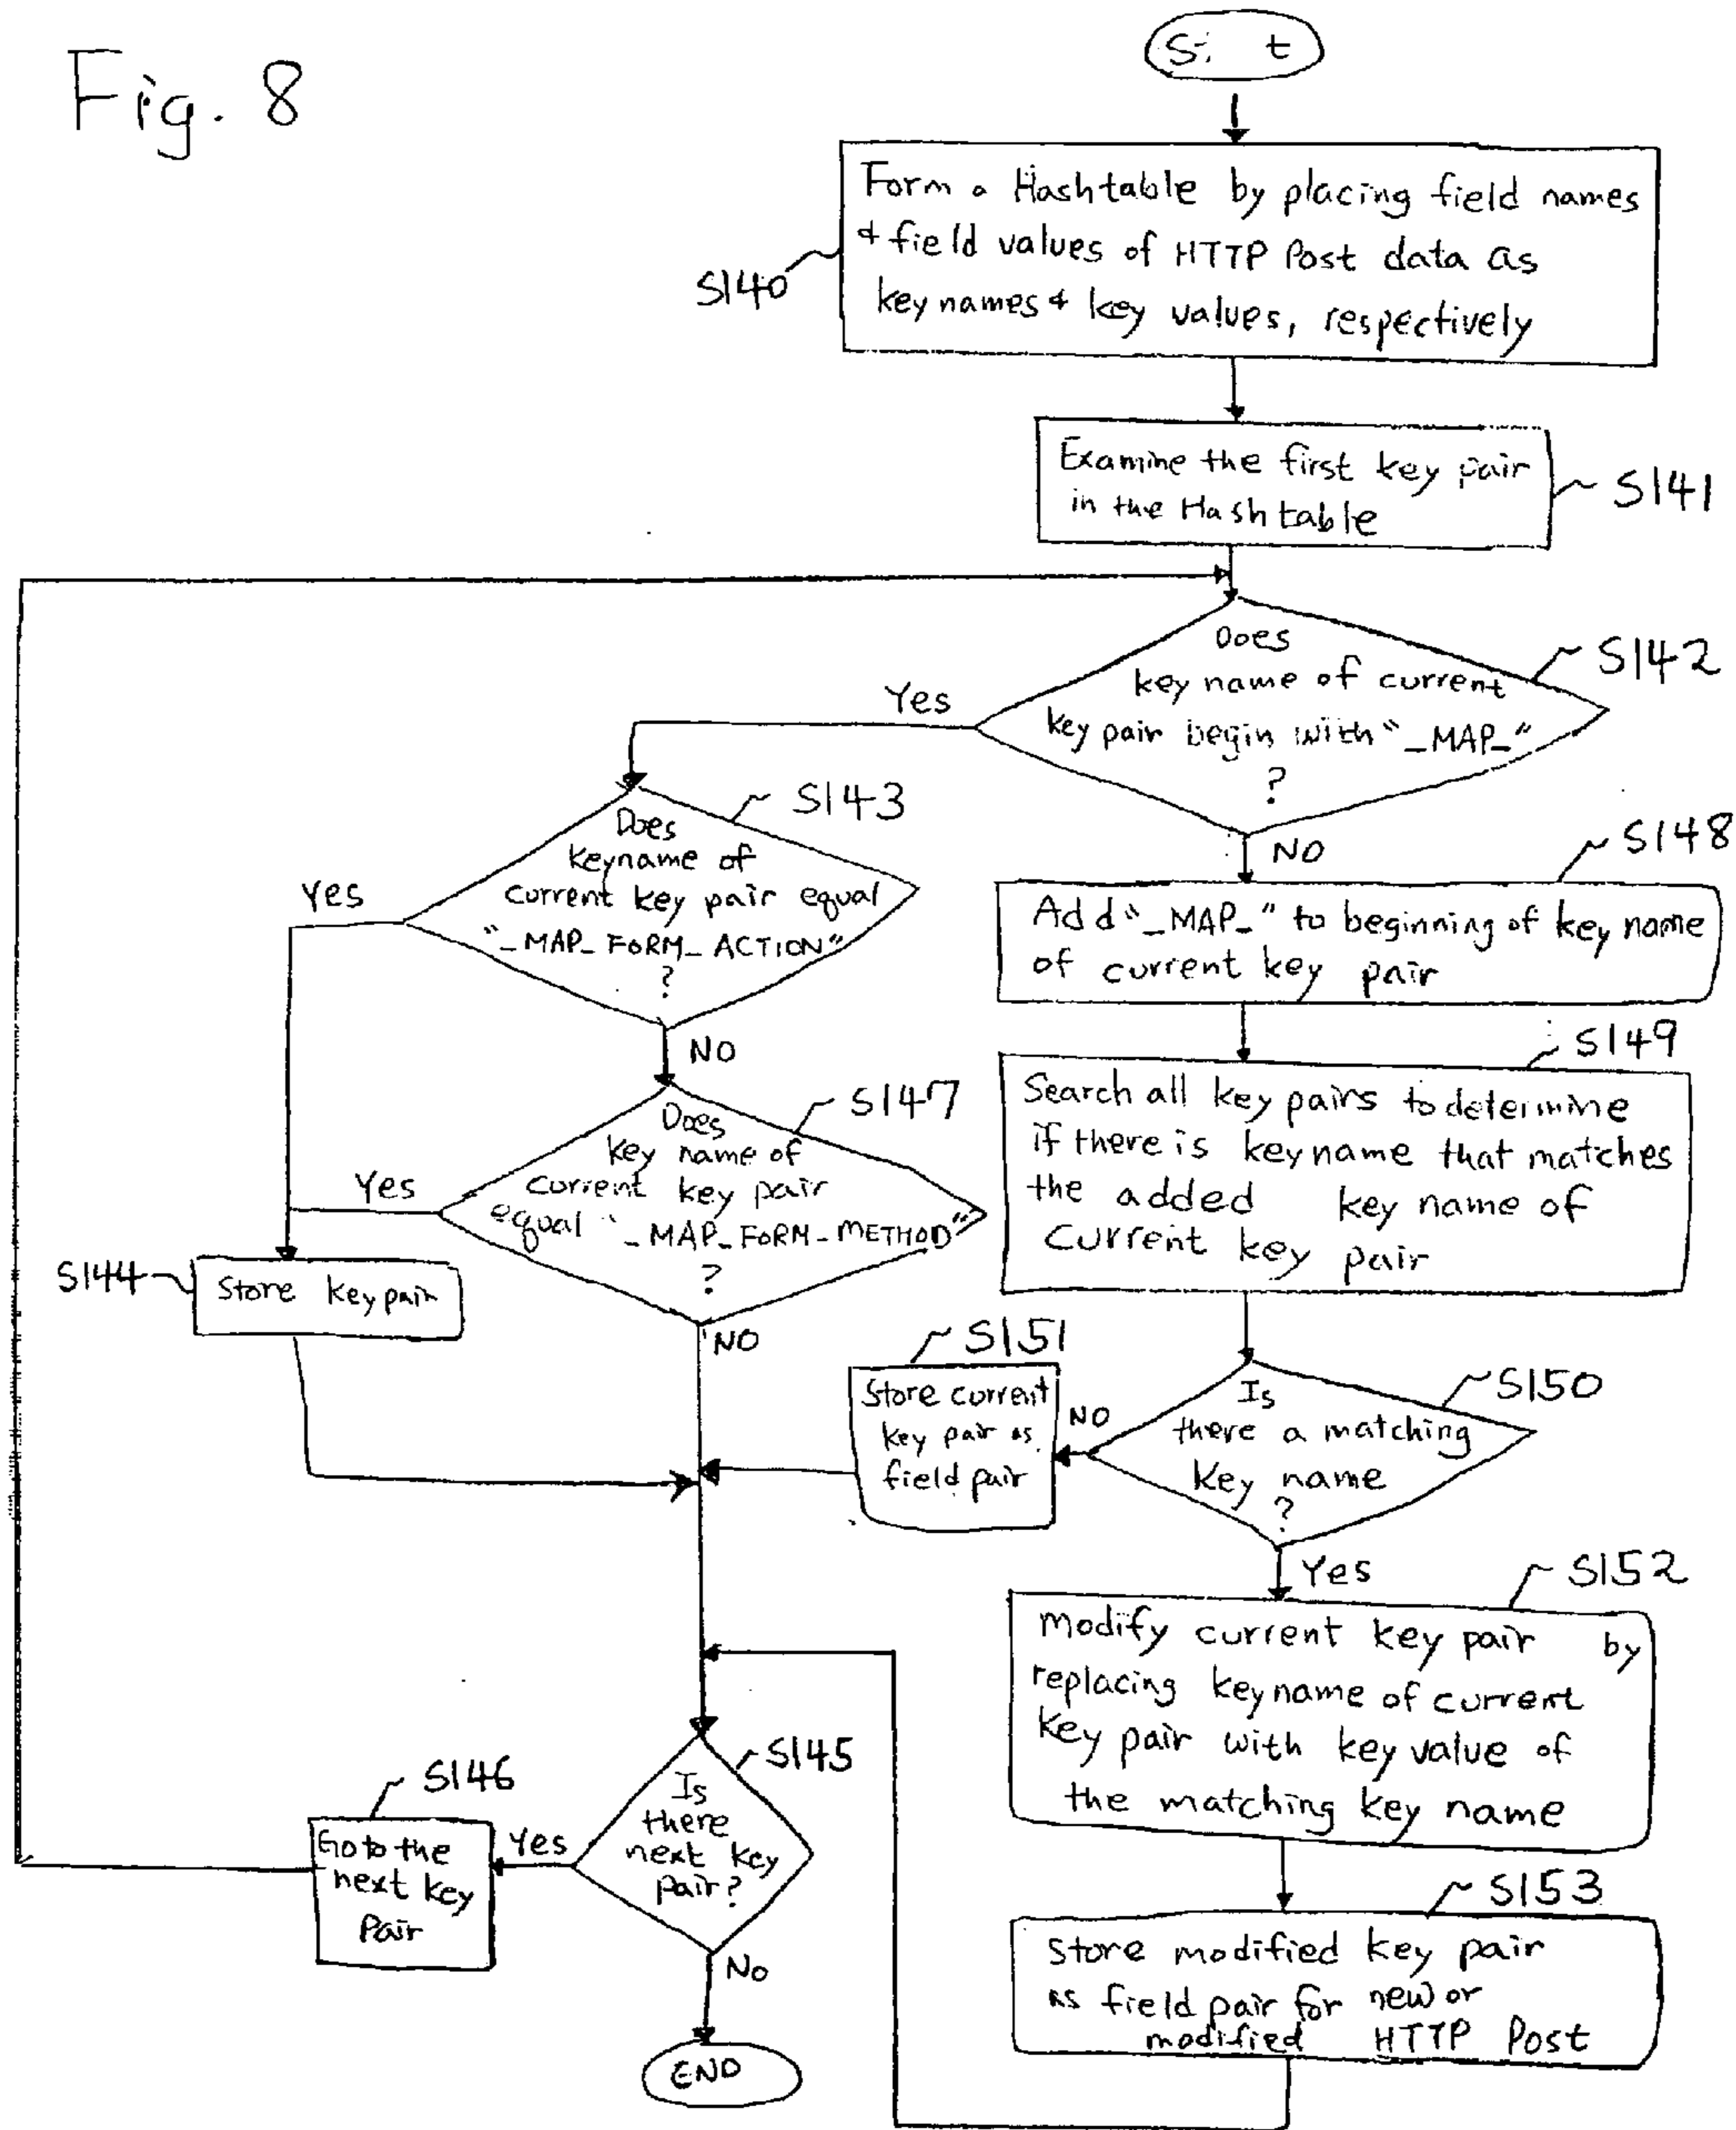 Fig. 8
Form a Hashtable by placing field names
& field values of HTTP Post data as
key names & key values, respectively
S140
Examine the first key pair
in the Hashtable
S141
Does
key name of current
key pair begin with "_MAP_"
?
S142
Yes
NO
Does
keyname of
current key pair equal
"_MAP_FORM_ACTION"
?
S143
Yes
NO
Add "_MAP_" to beginning of key name
of current key pair
S148
Does
key name of
current key pair
equal "_MAP_FORM_METHOD"
?
S147
Yes
NO
Search all key pairs to determine
if there is keyname that matches
the added key name of
current key pair
S149
S144
Store keypair
Store current
key pair as
field pair
S151
Is
there a matching
key name
?
S150
NO
Yes
Modify current key pair by
replacing keyname of current
key pair with key value of
the matching key name
S152
Is
there
next key
pair?
S145
Yes
No
Go to the
next key
Pair
S146
Store modified key pair
as field pair for new or
modified HTTP Post
S153
END